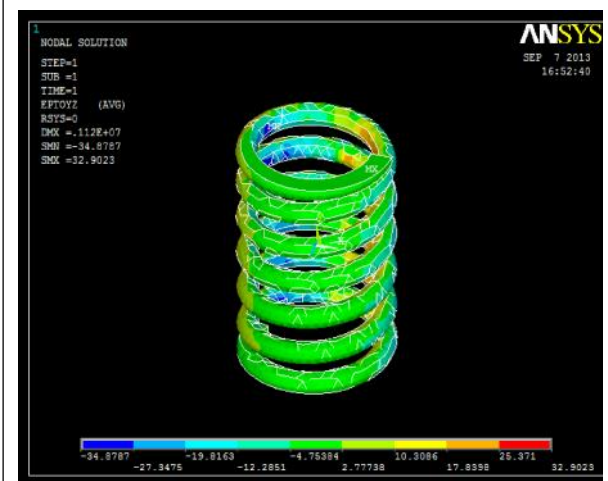 1
NODAL SOLUTION
STEP=1
SUB =1
TIME=1
EPTOYZ (AVG)
RSYS=0
DMX =.112E+07
SMN =-34.8787
SMX =32.9023
ANSYS
SEP 7 2013
16:52:40
MX
-34.8787 -19.8163 -4.75384 10.3086 25.371
-27.3475 -12.2851 2.77738 17.8398 32.9023